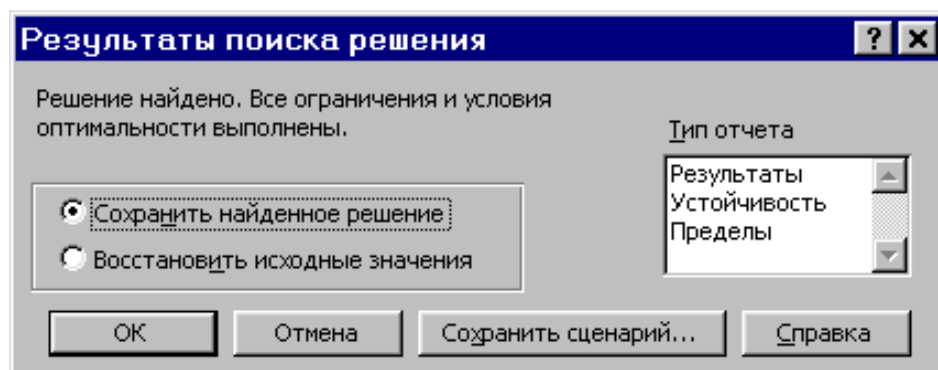 Результаты поиска решения
Решение найдено. Все ограничения и условия
оптимальности выполнены.
Тип отчета
Результаты
Устойчивость
Пределы
Сохранить найденное решение
Восстановить исходные значения
ОК Отмена Сохранить сценарий... Справка